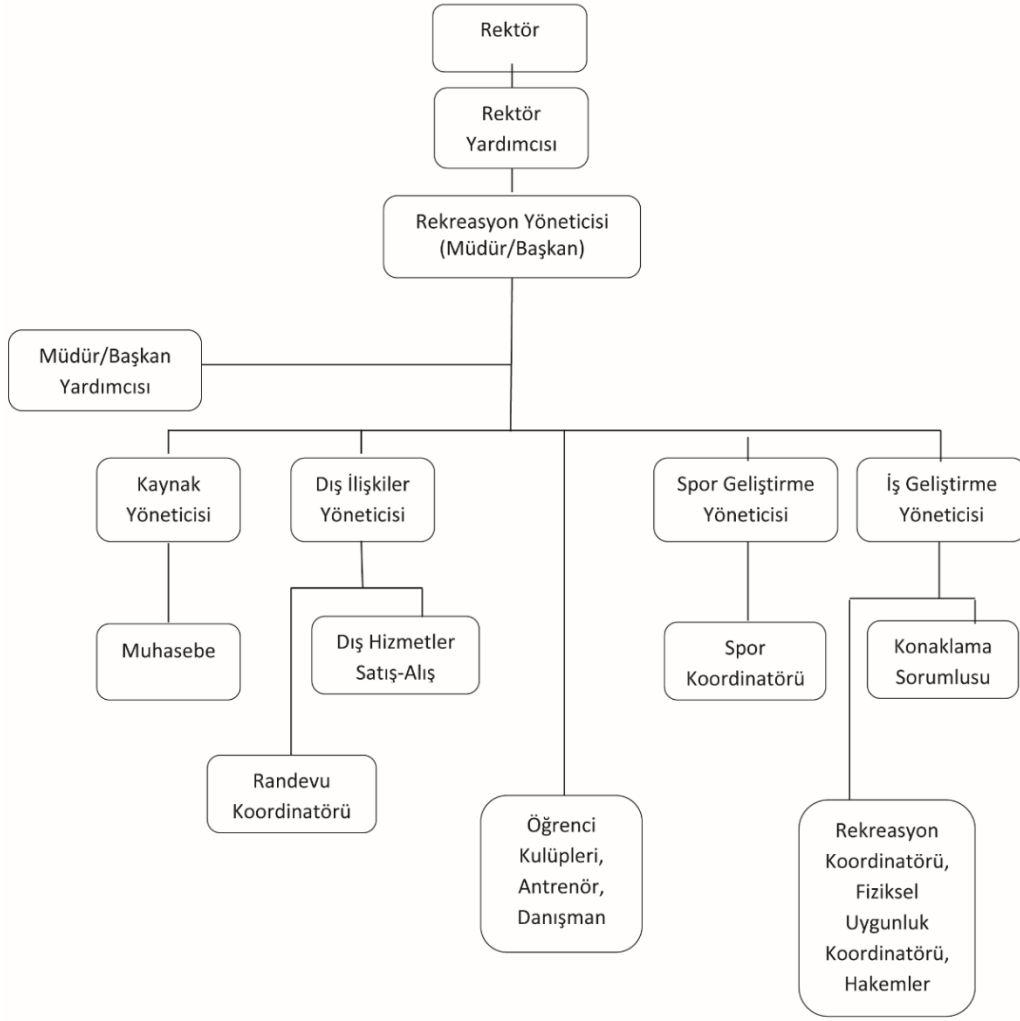 Rektör
Rektör
Yardımcısı
Rekreasyon Yöneticisi
(Müdür/Başkan)
Müdür/Başkan
Yardımcısı
Kaynak
Yöneticisi
Dış İlişkiler
Yöneticisi
Spor Geliştirme
Yöneticisi
İş Geliştirme
Yöneticisi
Muhasebe
Dış Hizmetler
Satış-Alış
Spor
Koordinatörü
Konaklama
Sorumlusu
Randevu
Koordinatörü
Öğrenci
Kulüpleri,
Antrenör,
Danışman
Rekreasyon
Koordinatörü,
Fiziksel
Uygunluk
Koordinatörü,
Hakemler